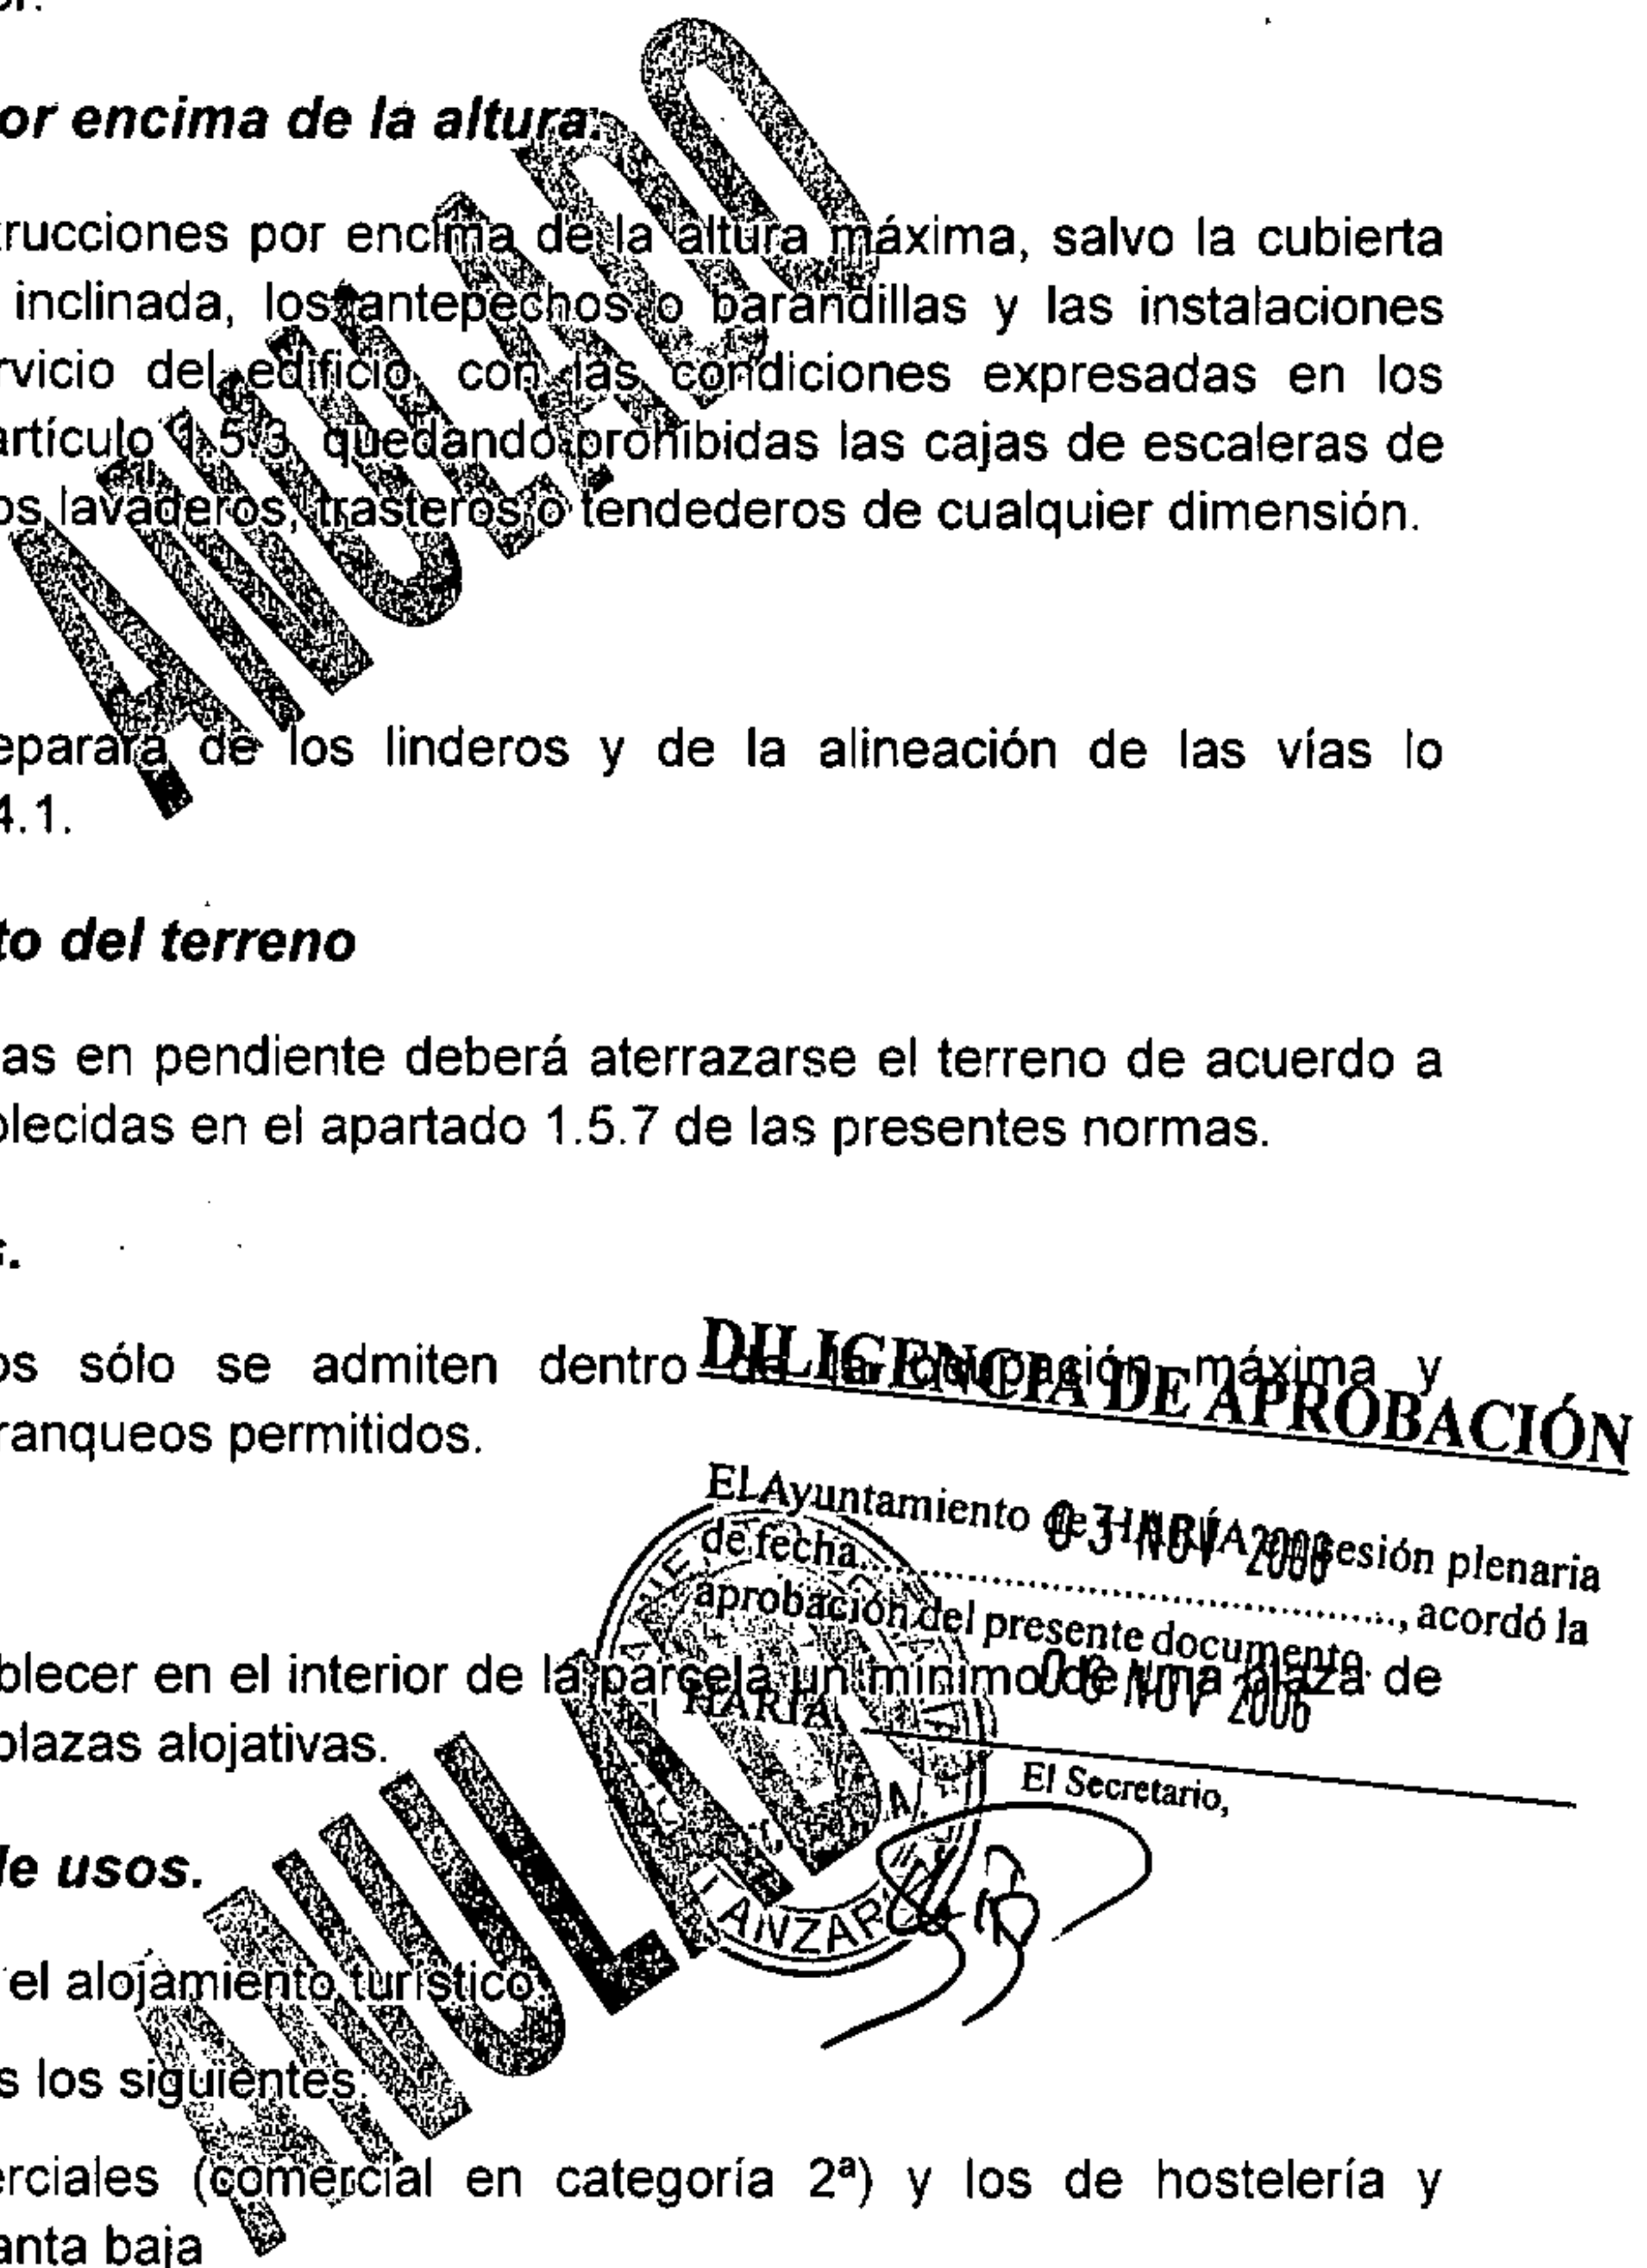 or encima de la altura.
trucciones por encima de la altura máxima, salvo la cubierta
inclinada, los antepechos o barandillas y las instalaciones
rvicio del edificio, con las condiciones expresadas en los
artículo 1.5.3, quedando prohibidas las cajas de escaleras de
os lavaderos, trasteros o tendederos de cualquier dimensión.
ANULADO
eparará de los linderos y de la alineación de las vías lo
4.1.
to del terreno
as en pendiente deberá aterrazarse el terreno de acuerdo a
blecidas en el apartado 1.5.7 de las presentes normas.
os sólo se admiten dentro de la ocupación máxima y
ranqueos permitidos.
DILIGENCIA DE APROBACIÓN
El Ayuntamiento de HARÍA en sesión plenaria
de fecha 03 NOV 2006, acordó la
aprobación del presente documento.
HARÍA, 06 NOV 2006
El Secretario,
blecer en el interior de la parcela un mínimo de una plaza de
plazas alojativas.
de usos.
el alojamiento turístico
s los siguientes:
erciales (comercial en categoría 2ª) y los de hostelería y
anta baja
ANULADO